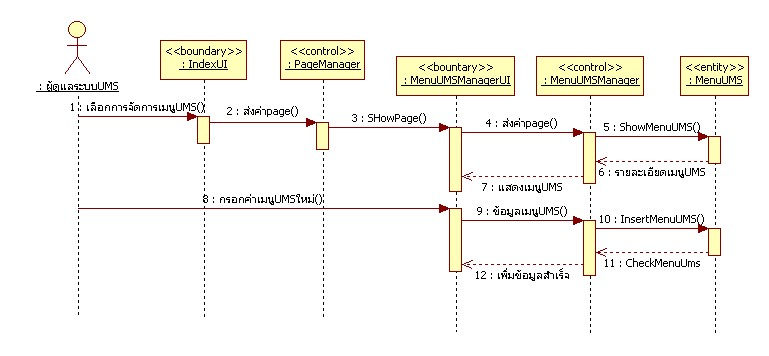 <<boundary>>
: IndexUI
<<control>>
: PageManager
<<bountary>>
: MenuUMSManagerUI
<<control>>
: MenuUMSManager
<<entity>>
: MenuUMS
: ผู้ดูแลระบบUMS
1 : เลือกการจัดการเมนูUMS()
2 : ส่งค่าpage()
3 : SHowPage()
4 : ส่งค่าpage()
5 : ShowMenuUMS()
6 : รายละเอียดเมนูUMS
7 : แสดงเมนูUMS
8 : กรอกค่าเมนูUMSใหม่()
9 : ข้อมูลเมนูUMS()
10 : InsertMenuUMS()
11 : CheckMenuUms
12 : เพิ่มข้อมูลสำเร็จ